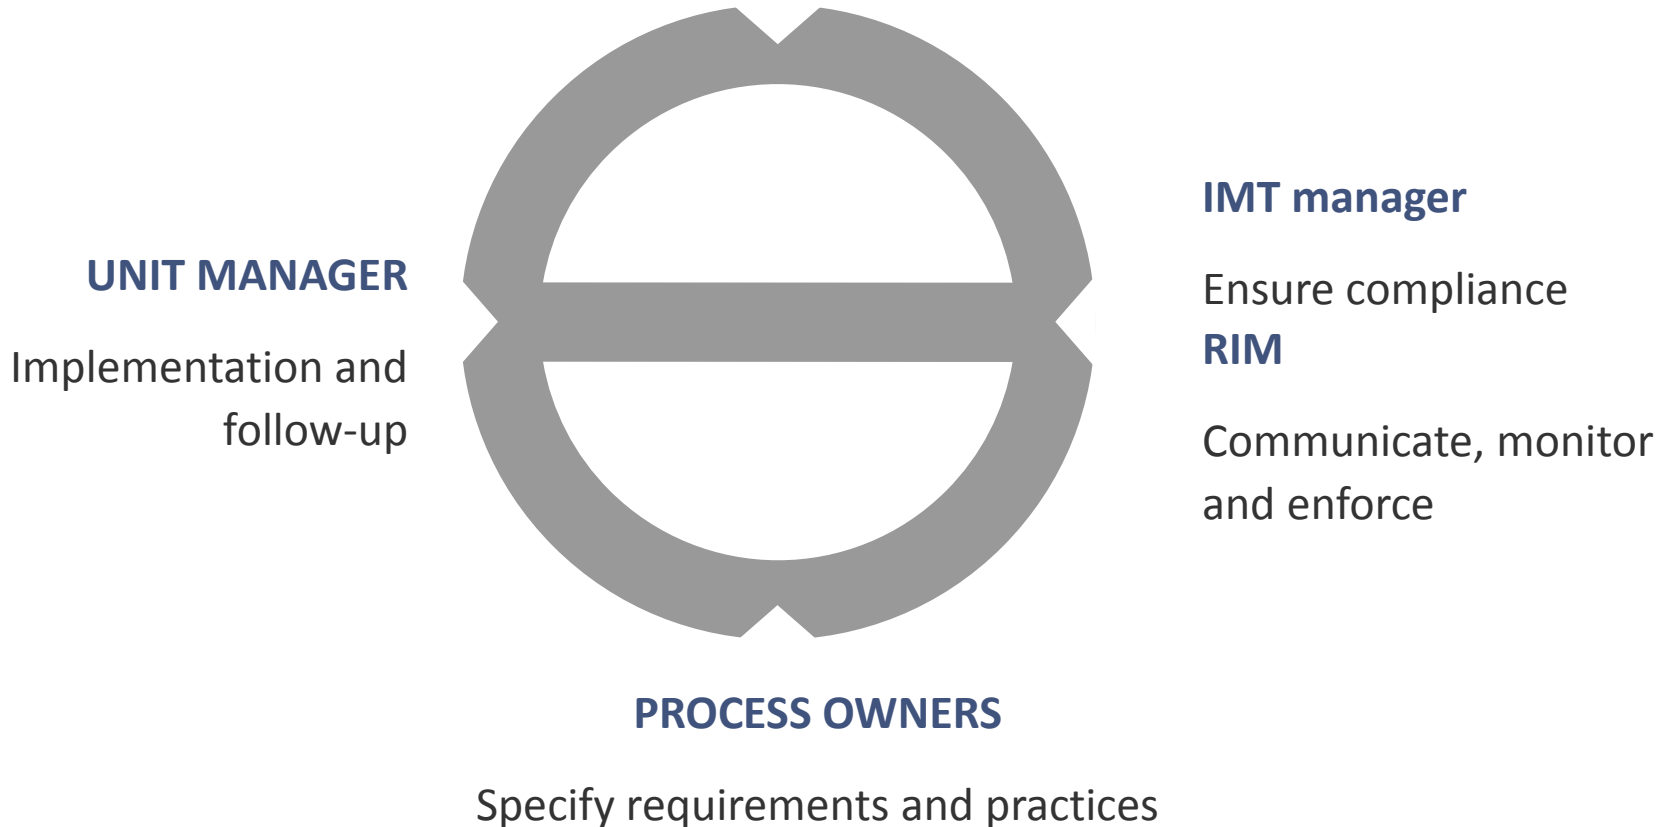 UNIT MANAGER
Implementation and
follow-up
IMT manager
Ensure compliance
RIM
Communicate, monitor
and enforce
PROCESS OWNERS
Specify requirements and practices